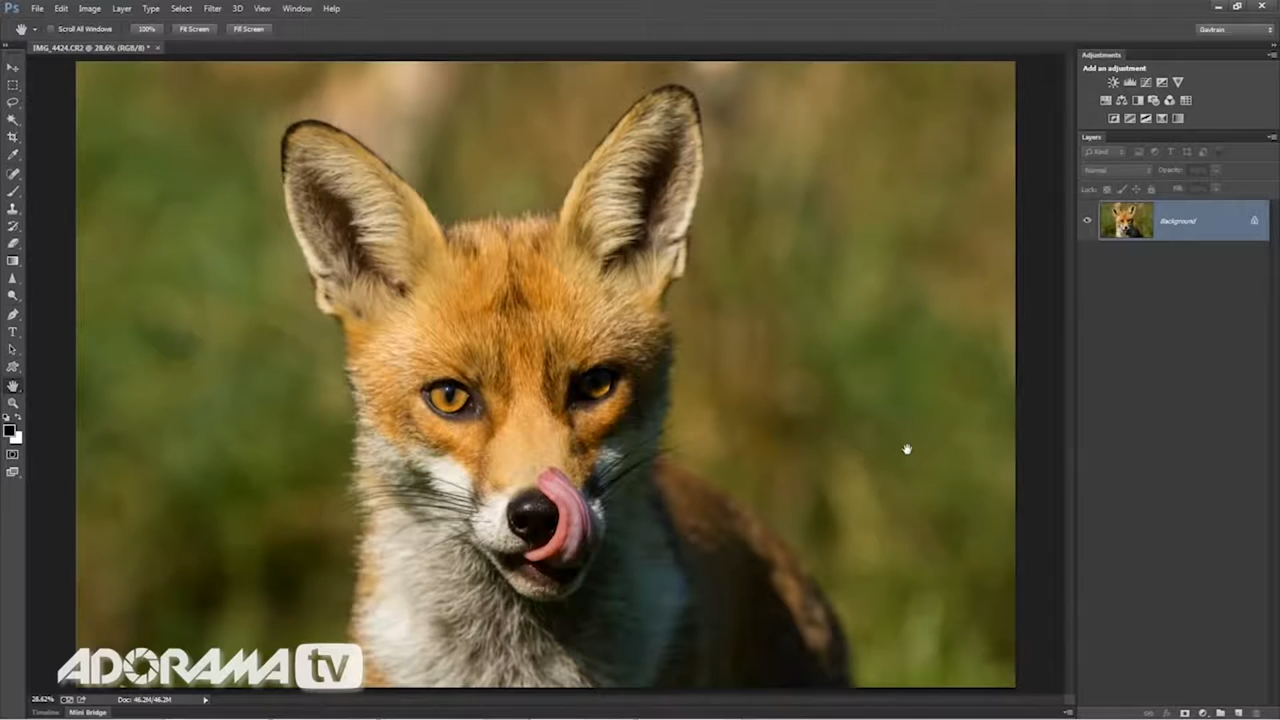 Ps File Edit Image Layer Type Select Filter 3D View Window Help
Scroll All Windows 100% Fit Screen Fill Screen Gavtrain
IMG_4424.CR2 @ 28.6% (RGB/8) * ×
Adjustments
Add an adjustment
Layers
Kind
Normal Opacity:
Lock: Fill:
Background
ADORAMA tv
28.62% Doc: 46.2M/46.2M
Timeline Mini Bridge